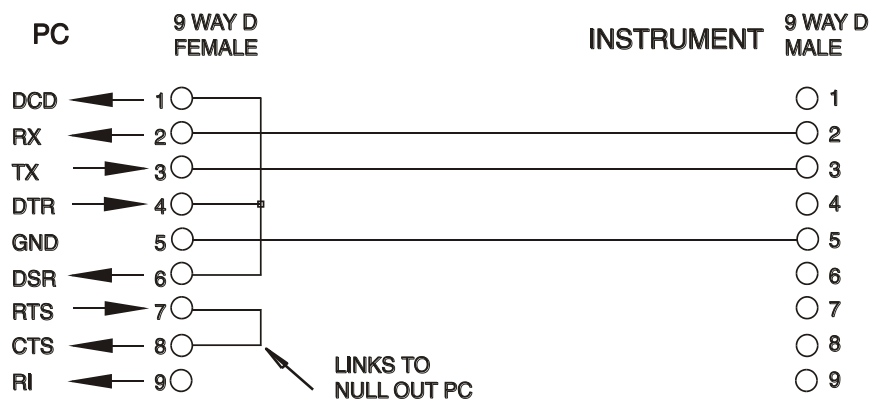 PC
9 WAY D
FEMALE
INSTRUMENT
9 WAY D
MALE
DCD 1 1
RX 2 2
TX 3 3
DTR 4 4
GND 5 5
DSR 6 6
RTS 7 7
CTS 8 8
RI 9 9
LINKS TO
NULL OUT PC